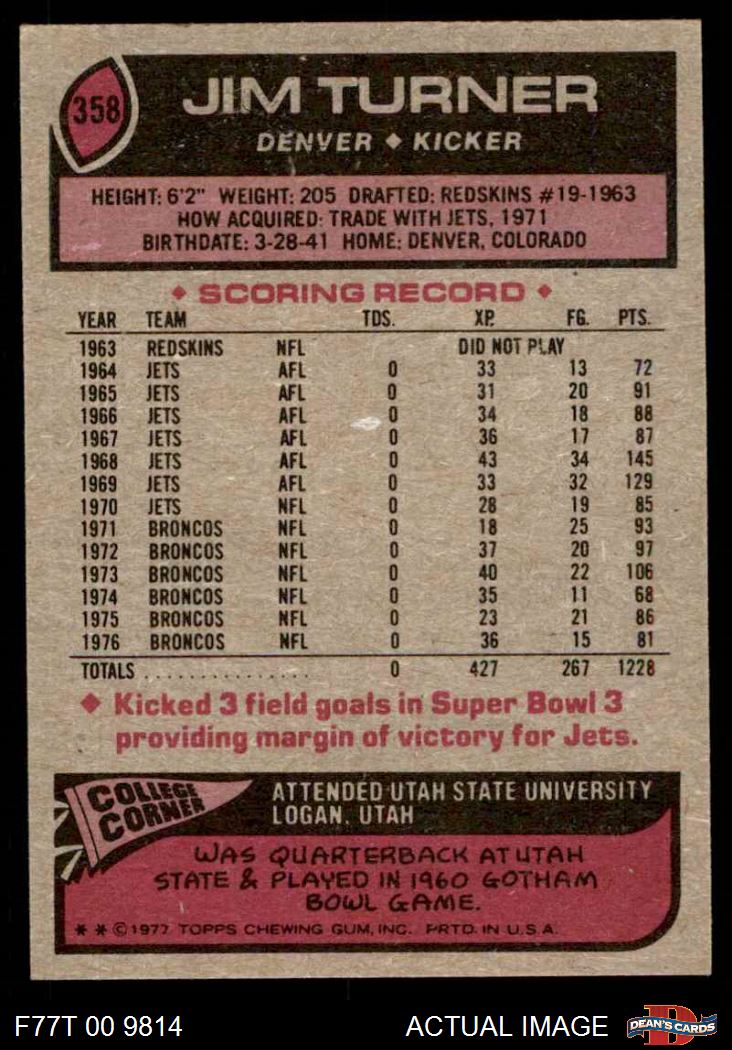 358
JIM TURNER
DENVER ◆ KICKER
HEIGHT: 6'2" WEIGHT: 205 DRAFTED: REDSKINS #19-1963
HOW ACQUIRED: TRADE WITH JETS, 1971
BIRTHDATE: 3-28-41 HOME: DENVER, COLORADO
◆ SCORING RECORD ◆
YEAR TEAM TDS. XP. FG. PTS.
1963 REDSKINS NFL DID NOT PLAY
1964 JETS AFL 0 33 13 72
1965 JETS AFL 0 31 20 91
1966 JETS AFL 0 34 18 88
1967 JETS AFL 0 36 17 87
1968 JETS AFL 0 43 34 145
1969 JETS AFL 0 33 32 129
1970 JETS NFL 0 28 19 85
1971 BRONCOS NFL 0 18 25 93
1972 BRONCOS NFL 0 37 20 97
1973 BRONCOS NFL 0 40 22 106
1974 BRONCOS NFL 0 35 11 68
1975 BRONCOS NFL 0 23 21 86
1976 BRONCOS NFL 0 36 15 81
TOTALS ................ 0 427 267 1228
◆ Kicked 3 field goals in Super Bowl 3
providing margin of victory for Jets.
COLLEGE
CORNER
ATTENDED UTAH STATE UNIVERSITY
LOGAN, UTAH
WAS QUARTERBACK AT UTAH
STATE & PLAYED IN 1960 GOTHAM
BOWL GAME.
* * © 1977 TOPPS CHEWING GUM, INC. PRTD. IN U.S.A.
F77T 00 9814 ACTUAL IMAGE
D
DEAN'S CARDS